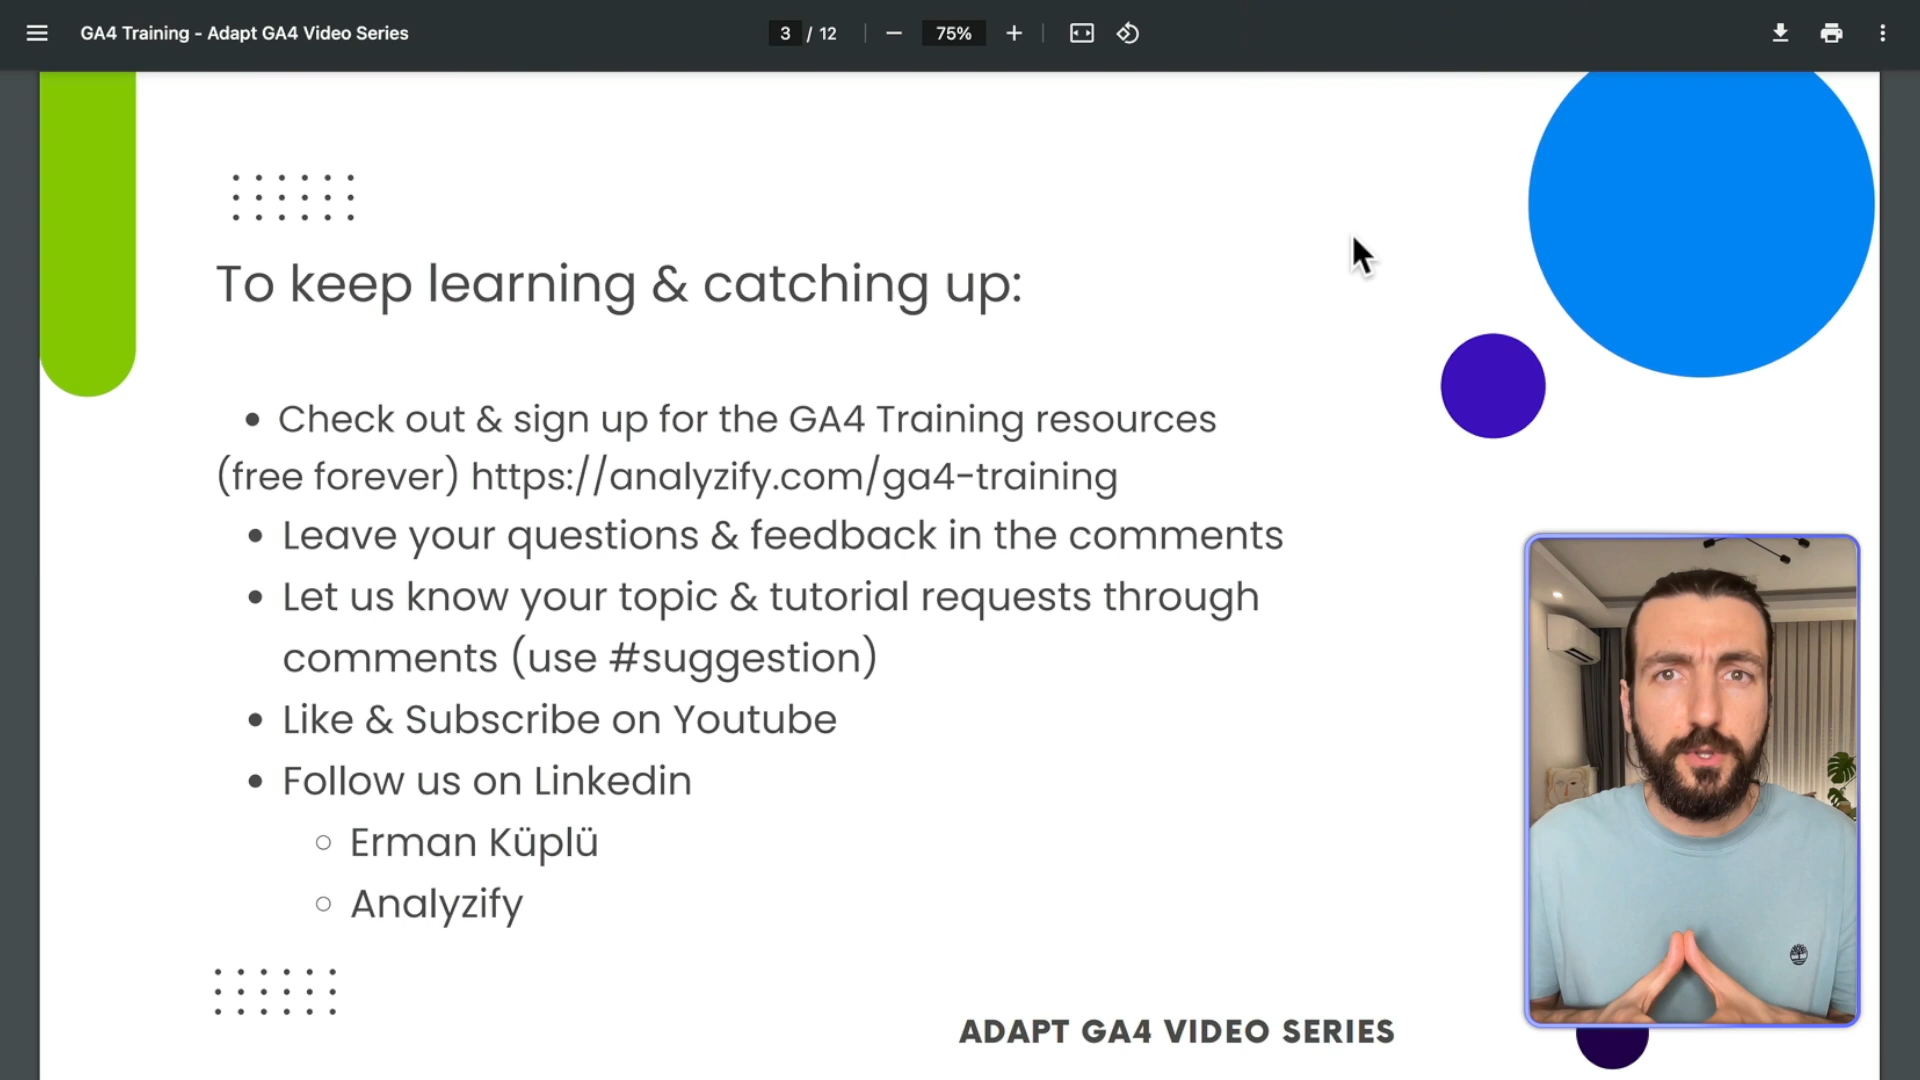 GA4 Training - Adapt GA4 Video Series
3 / 12
75%
To keep learning & catching up:
• Check out & sign up for the GA4 Training resources
(free forever) https://analyzify.com/ga4-training
• Leave your questions & feedback in the comments
• Let us know your topic & tutorial requests through
comments (use #suggestion)
• Like & Subscribe on Youtube
• Follow us on Linkedin
○ Erman Küplü
○ Analyzify
ADAPT GA4 VIDEO SERIES